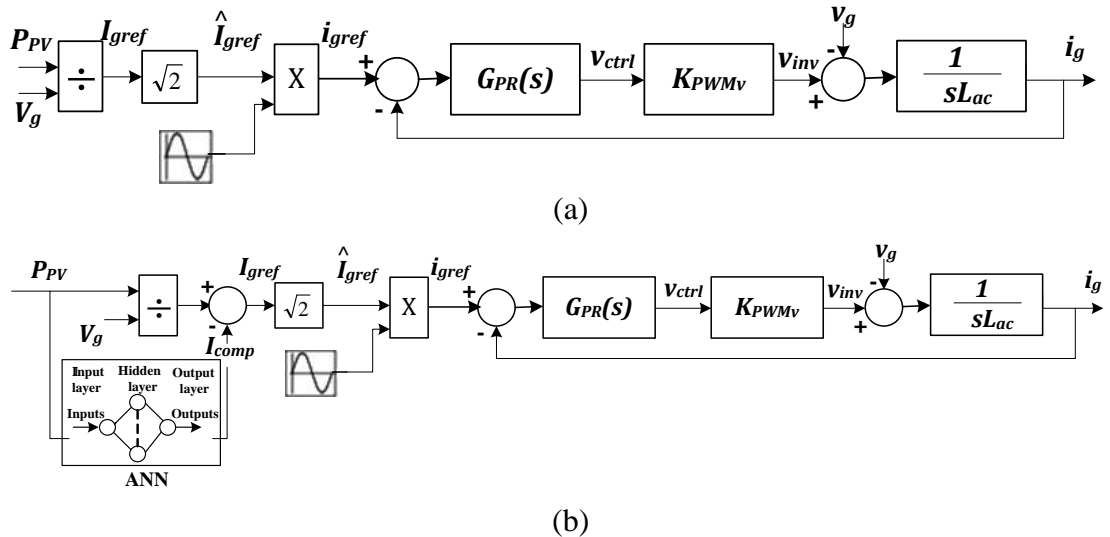 P_PV
I_gref
Î_gref
i_gref
V_g
÷
√2
X
+
-
G_PR(s)
v_ctrl
K_PWMv
v_inv
v_g
-
+
1
sL_ac
i_g
(a)
P_PV
V_g
÷
+
-
I_comp
I_gref
√2
Î_gref
X
i_gref
+
-
G_PR(s)
v_ctrl
K_PWMv
v_inv
v_g
-
+
1
sL_ac
i_g
Input layer
Hidden layer
Output layer
Inputs
Outputs
ANN
(b)